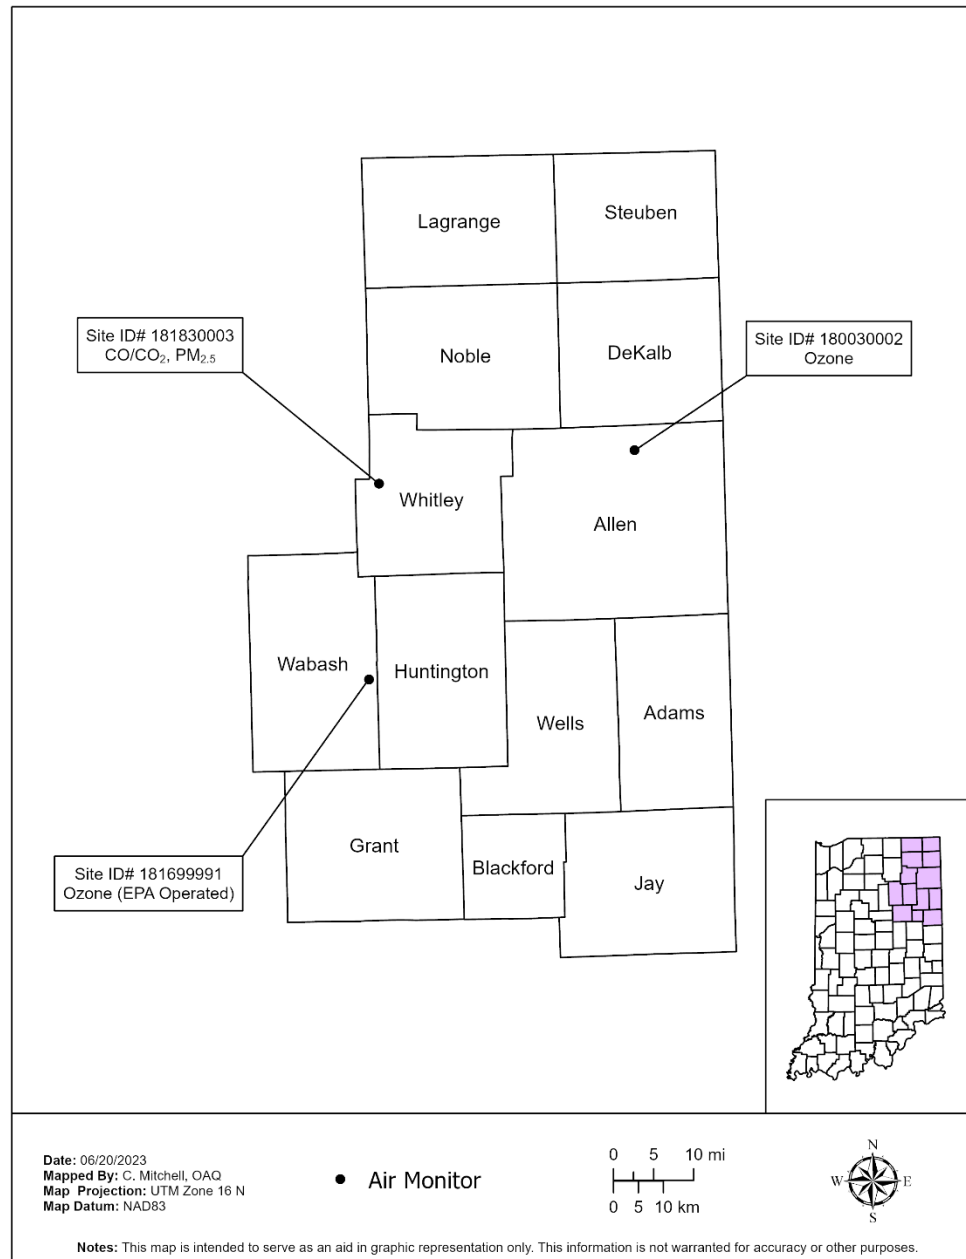 Lagrange
Steuben
Site ID# 181830003
CO/CO₂, PM₂.₅
Noble
DeKalb
Site ID# 180030002
Ozone
Whitley
Allen
Wabash
Huntington
Wells
Adams
Grant
Blackford
Jay
Site ID# 181699991
Ozone (EPA Operated)
Date: 06/20/2023
Mapped By: C. Mitchell, OAQ
Map Projection: UTM Zone 16 N
Map Datum: NAD83
Air Monitor
0 5 10 mi
0 5 10 km
N
W E
S
Notes: This map is intended to serve as an aid in graphic representation only. This information is not warranted for accuracy or other purposes.